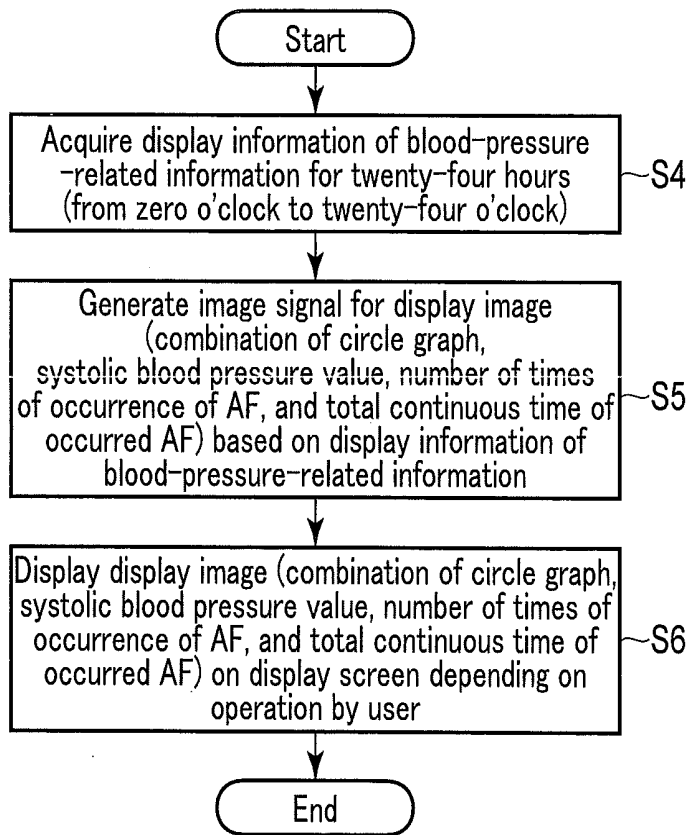 Start
Acquire display information of blood-pressure
-related information for twenty-four hours
(from zero o'clock to twenty-four o'clock)
S4
Generate image signal for display image
(combination of circle graph,
systolic blood pressure value, number of times
of occurrence of AF, and total continuous time of
occurred AF) based on display information of
blood-pressure-related information
S5
Display display image (combination of circle graph,
systolic blood pressure value, number of times of
occurrence of AF, and total continuous time of
occurred AF) on display screen depending on
operation by user
S6
End